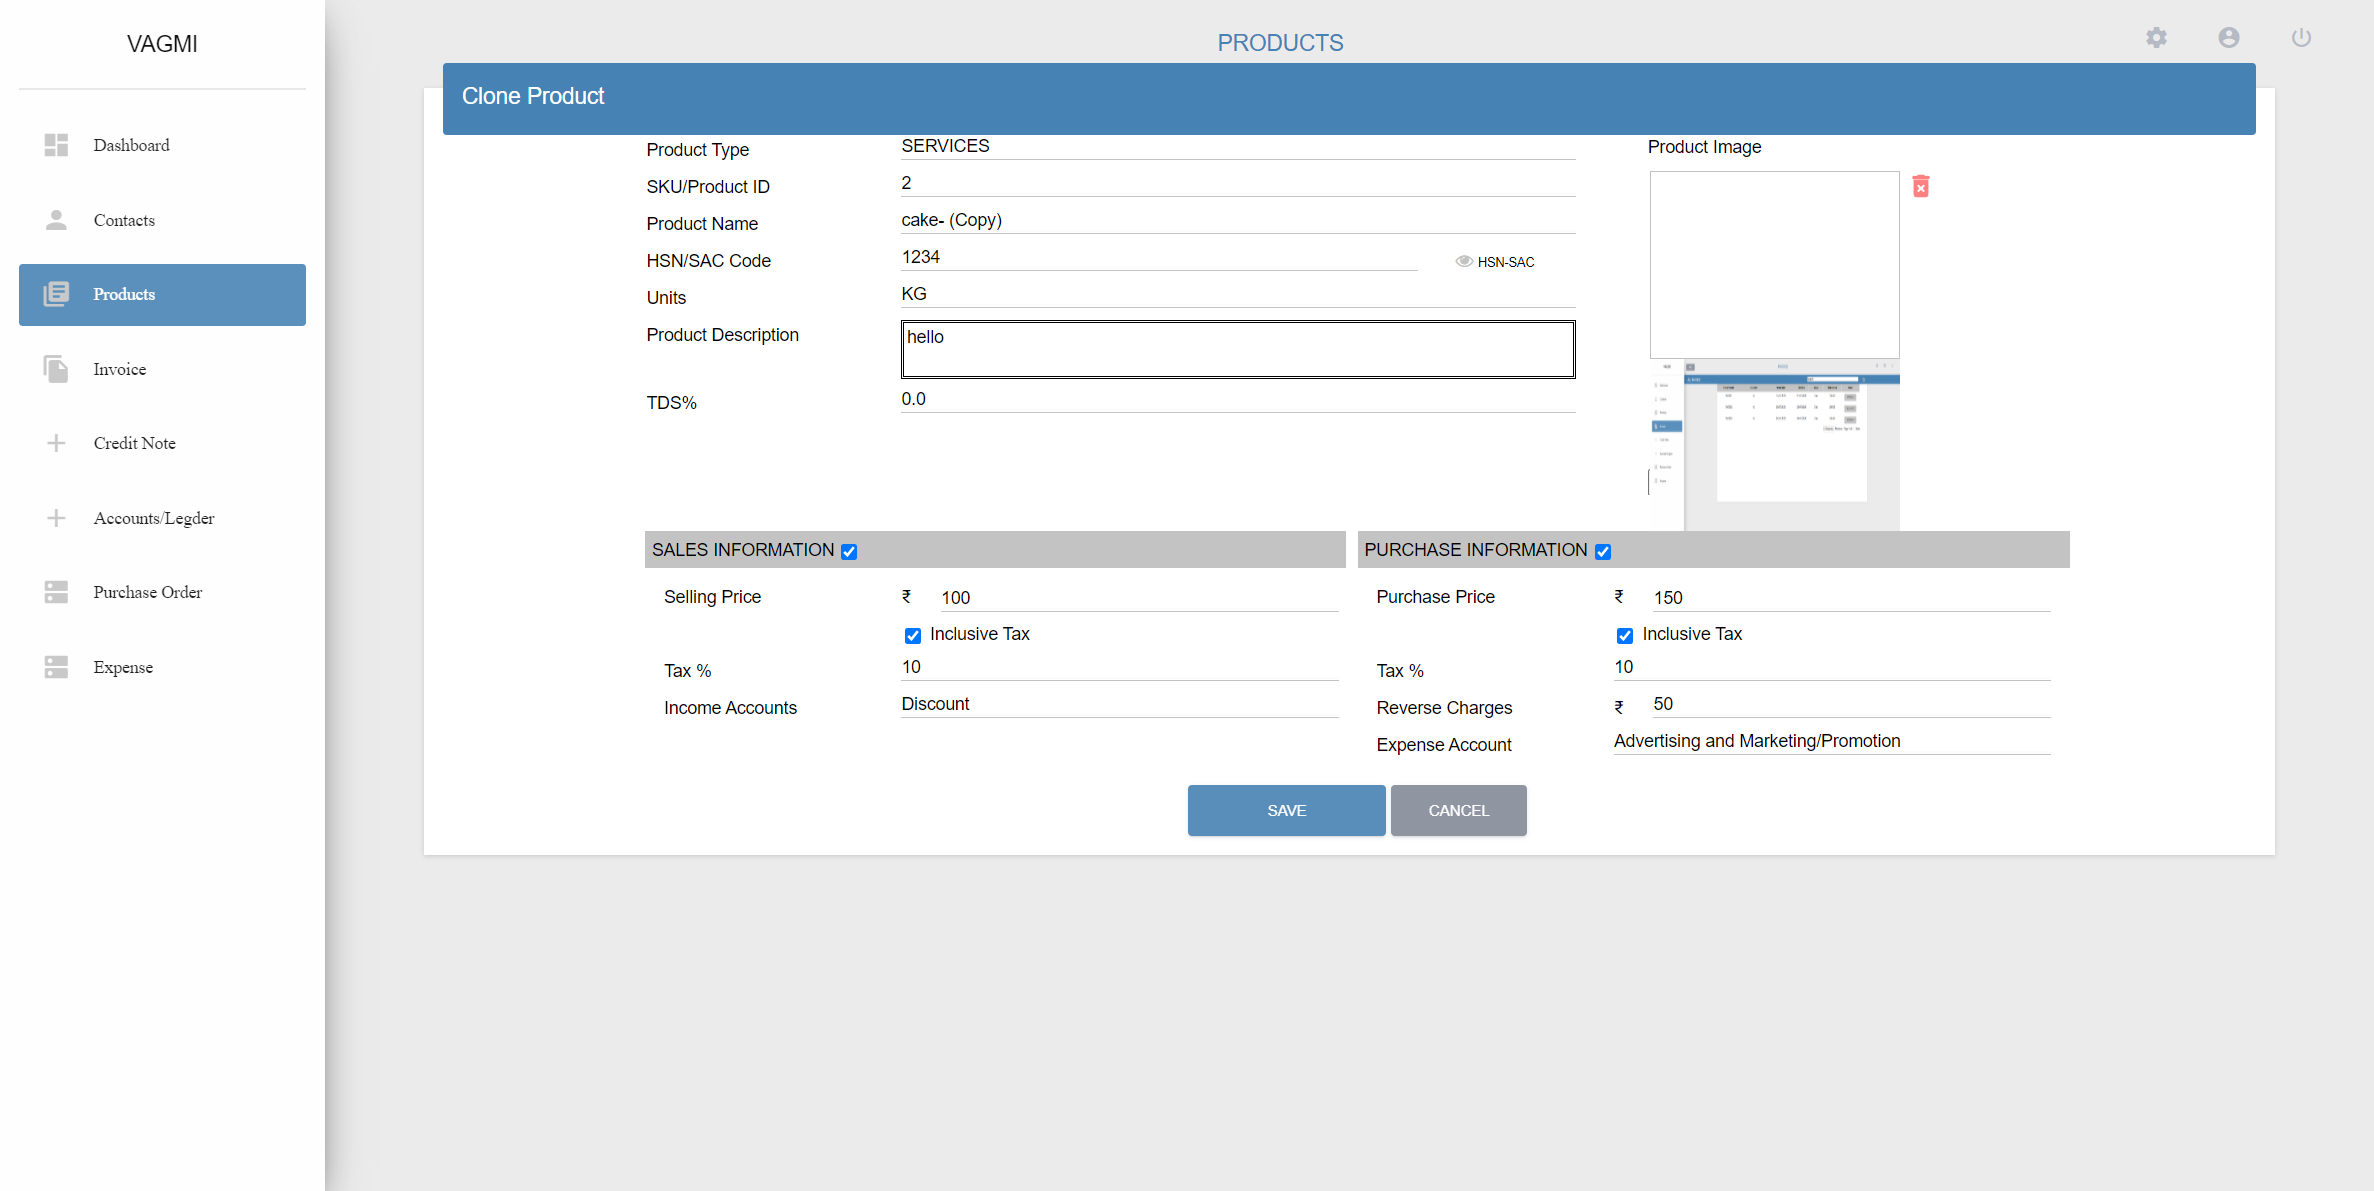 VAGMI
Dashboard
Contacts
Products
Invoice
Credit Note
Accounts/Legder
Purchase Order
Expense
PRODUCTS
Clone Product
Product Type SERVICES
SKU/Product ID 2
Product Name cake- (Copy)
HSN/SAC Code 1234 HSN-SAC
Units KG
Product Description hello
TDS% 0.0
Product Image
SALES INFORMATION
Selling Price ₹ 100
Inclusive Tax
Tax % 10
Income Accounts Discount
PURCHASE INFORMATION
Purchase Price ₹ 150
Inclusive Tax
Tax % 10
Reverse Charges ₹ 50
Expense Account Advertising and Marketing/Promotion
SAVE CANCEL